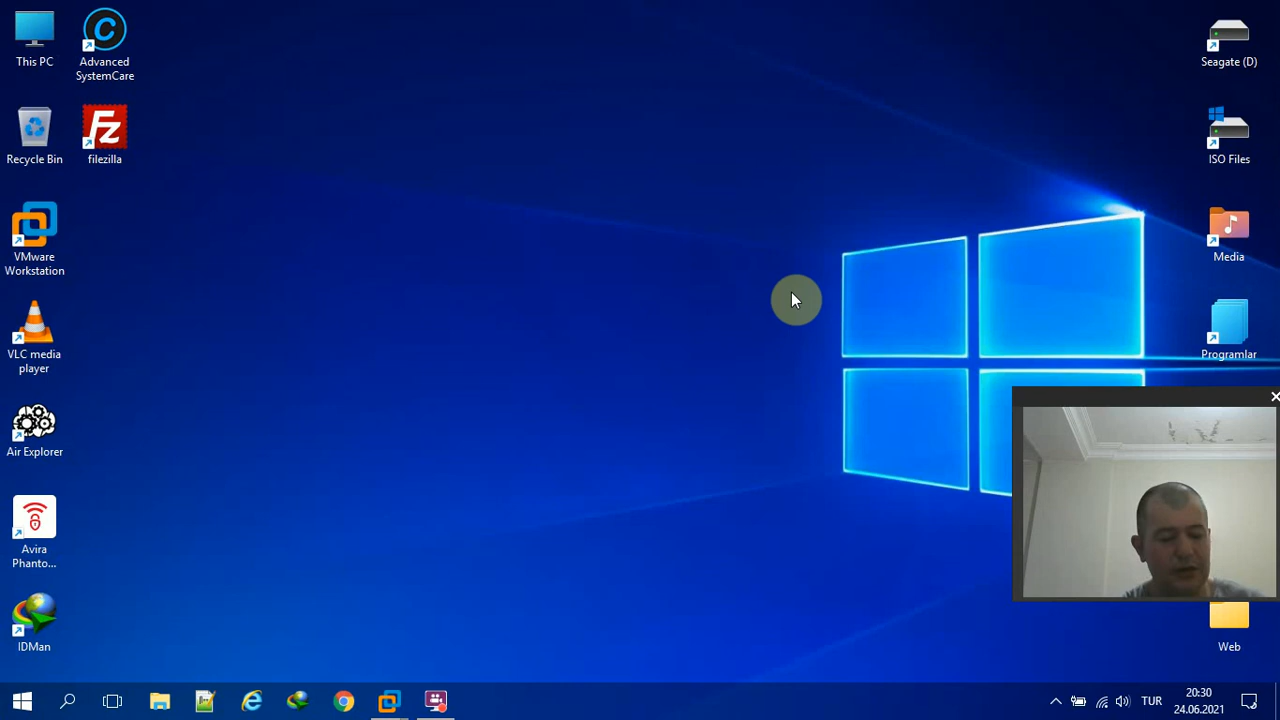 This PC
Advanced
SystemCare
Recycle Bin
filezilla
VMware
Workstation
VLC media
player
Air Explorer
Avira
Phanto...
IDMan
Seagate (D)
ISO Files
Media
Programlar
Web
TUR
20:30
24.06.2021